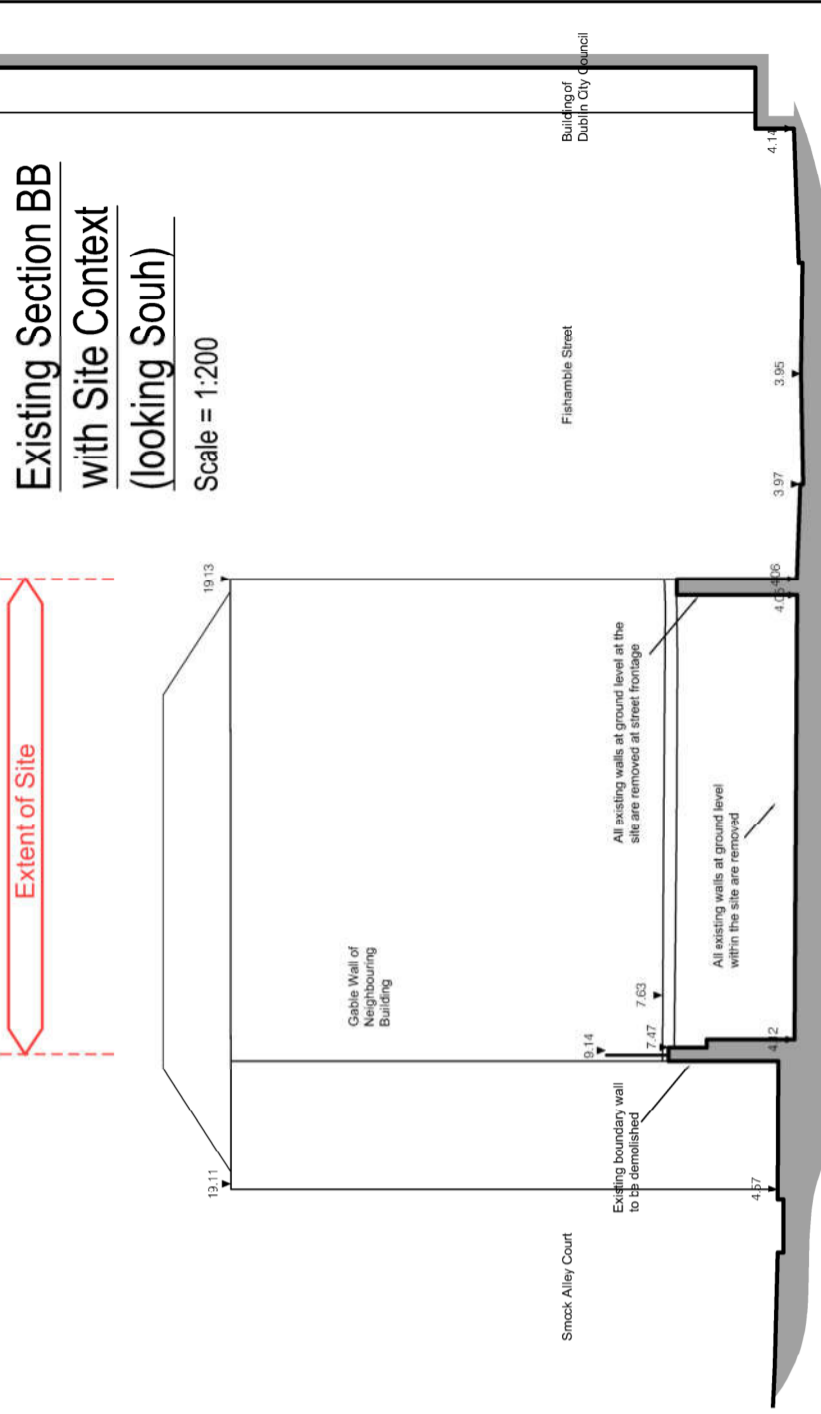 Extent of Site
Existing Section BB
with Site Context
(looking Souh)
Scale = 1:200
19.11
1913
Gable Wall of
Neighbouring
Building
Smock Alley Court
Fishamble Street
Building of
Dublin City Council
9.14
7.47
7.63
Existing boundary wall
to be demolished
All existing walls at ground level at the
site are removed at street frontage
All existing walls at ground level
within the site are removed
4.57
4.12
4.05
4.06
3.97
3.95
4.14